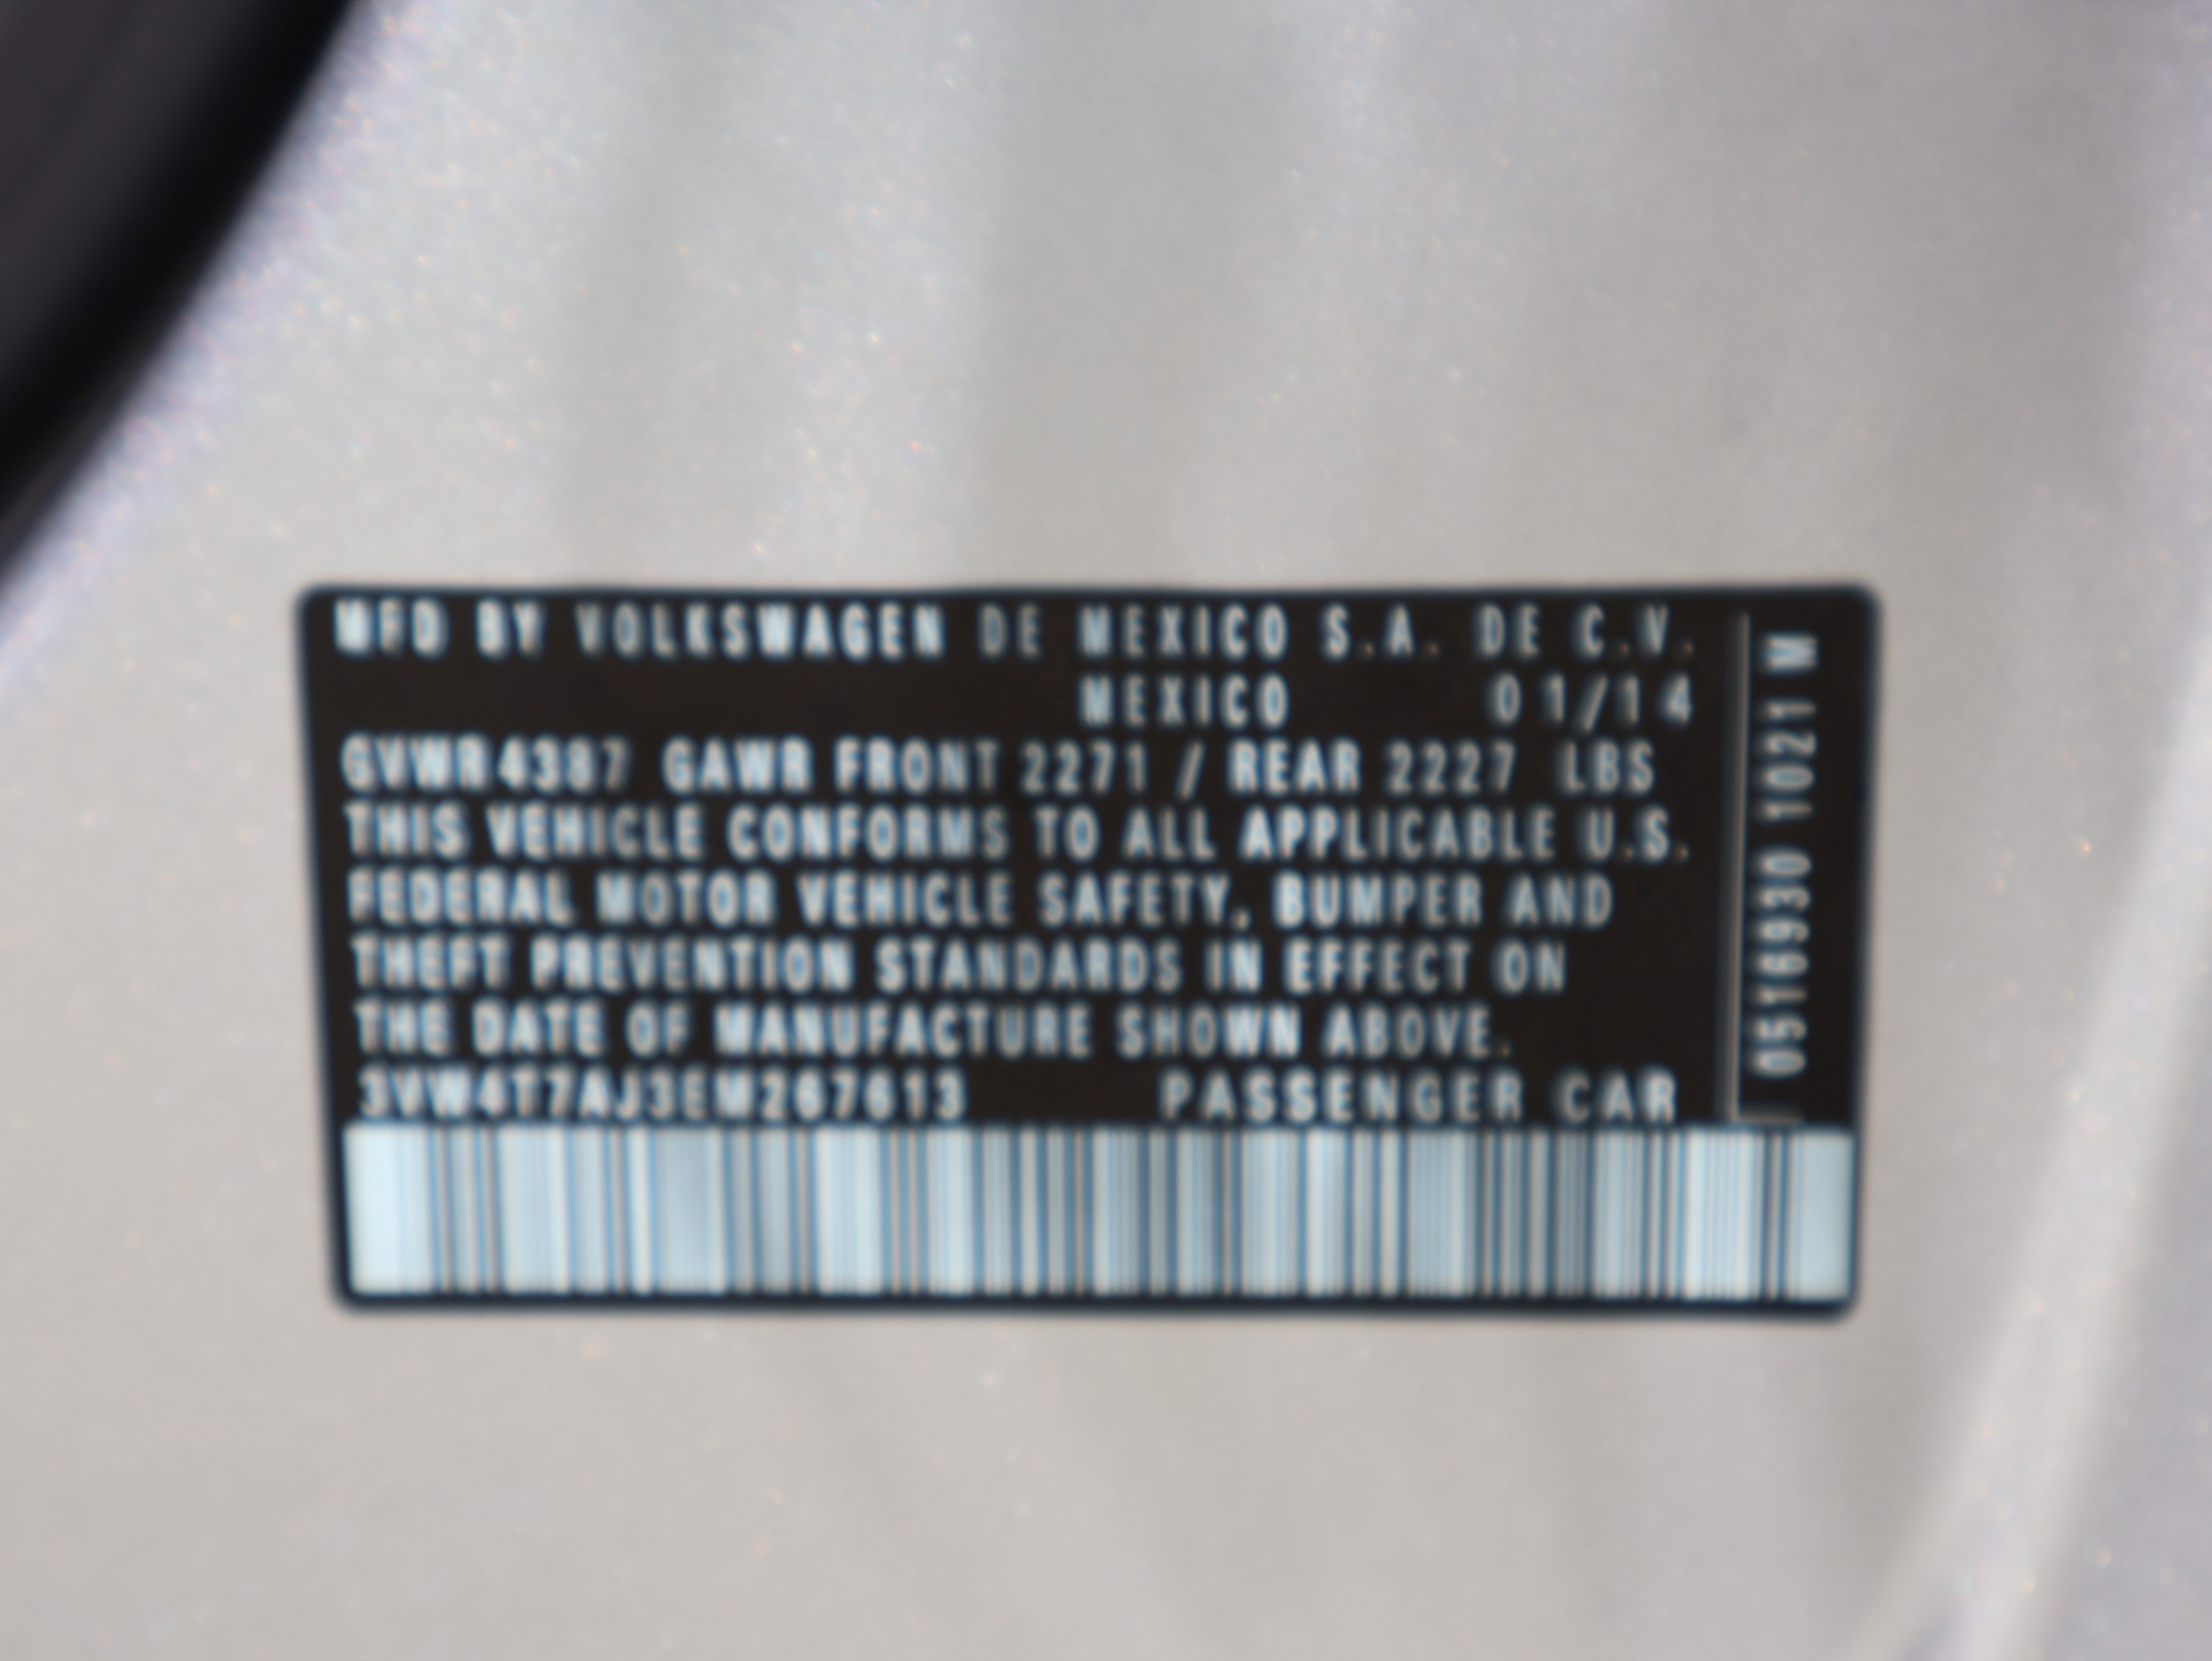 MFD BY VOLKSWAGEN DE MEXICO S.A. DE C.V.
MEXICO 01/14
GVWR4387 GAWR FRONT 2271 / REAR 2227 LBS
THIS VEHICLE CONFORMS TO ALL APPLICABLE U.S.
FEDERAL MOTOR VEHICLE SAFETY, BUMPER AND
THEFT PREVENTION STANDARDS IN EFFECT ON
THE DATE OF MANUFACTURE SHOWN ABOVE.
3VW4T7AJ3EM267613 PASSENGER CAR
05169930 1021 M